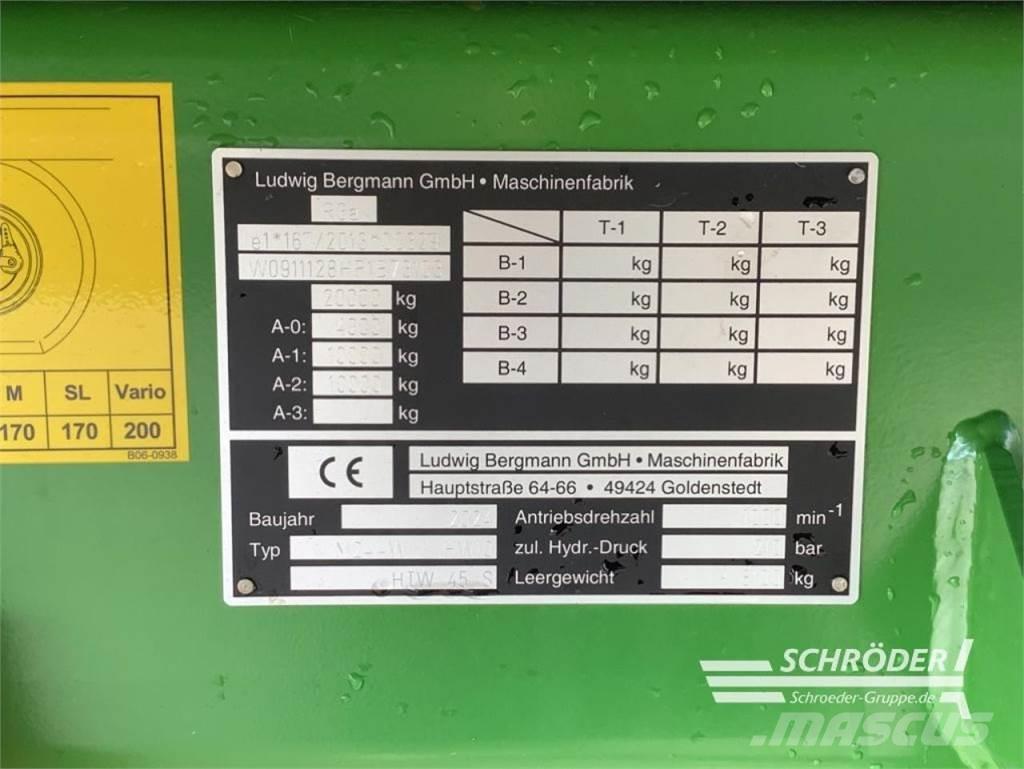 Ludwig Bergmann GmbH • Maschinenfabrik
20000 kg
A-0: 4000 kg
A-1: 10000 kg
A-2: 10000 kg
A-3: kg
T-1 T-2 T-3
B-1 kg kg kg
B-2 kg kg kg
B-3 kg kg kg
B-4 kg kg kg
M SL Vario
170 170 200
B06-0938
CE
Ludwig Bergmann GmbH • Maschinenfabrik
Hauptstraße 64-66 • 49424 Goldenstedt
Baujahr 2024 Antriebsdrehzahl 1000 min-1
Typ zul. Hydr.-Druck bar
HTW 45 S Leergewicht kg
SCHRÖDER
Schroeder-Gruppe.de
MASCUS